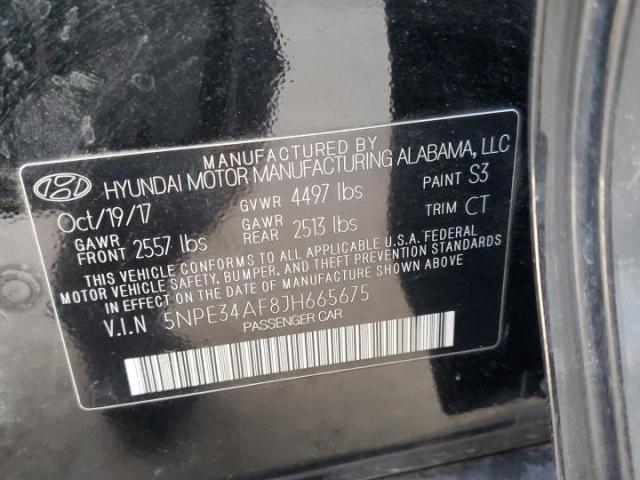 MANUFACTURED BY
HYUNDAI MOTOR MANUFACTURING ALABAMA, LLC
Oct/19/17 GVWR 4497 lbs PAINT S3
GAWR FRONT 2557 lbs GAWR REAR 2513 lbs TRIM CT
THIS VEHICLE CONFORMS TO ALL APPLICABLE U.S.A. FEDERAL
MOTOR VEHICLE SAFETY, BUMPER, AND THEFT PREVENTION STANDARDS
IN EFFECT ON THE DATE OF MANUFACTURE SHOWN ABOVE.
V.I.N 5NPE34AF8JH665675
PASSENGER CAR